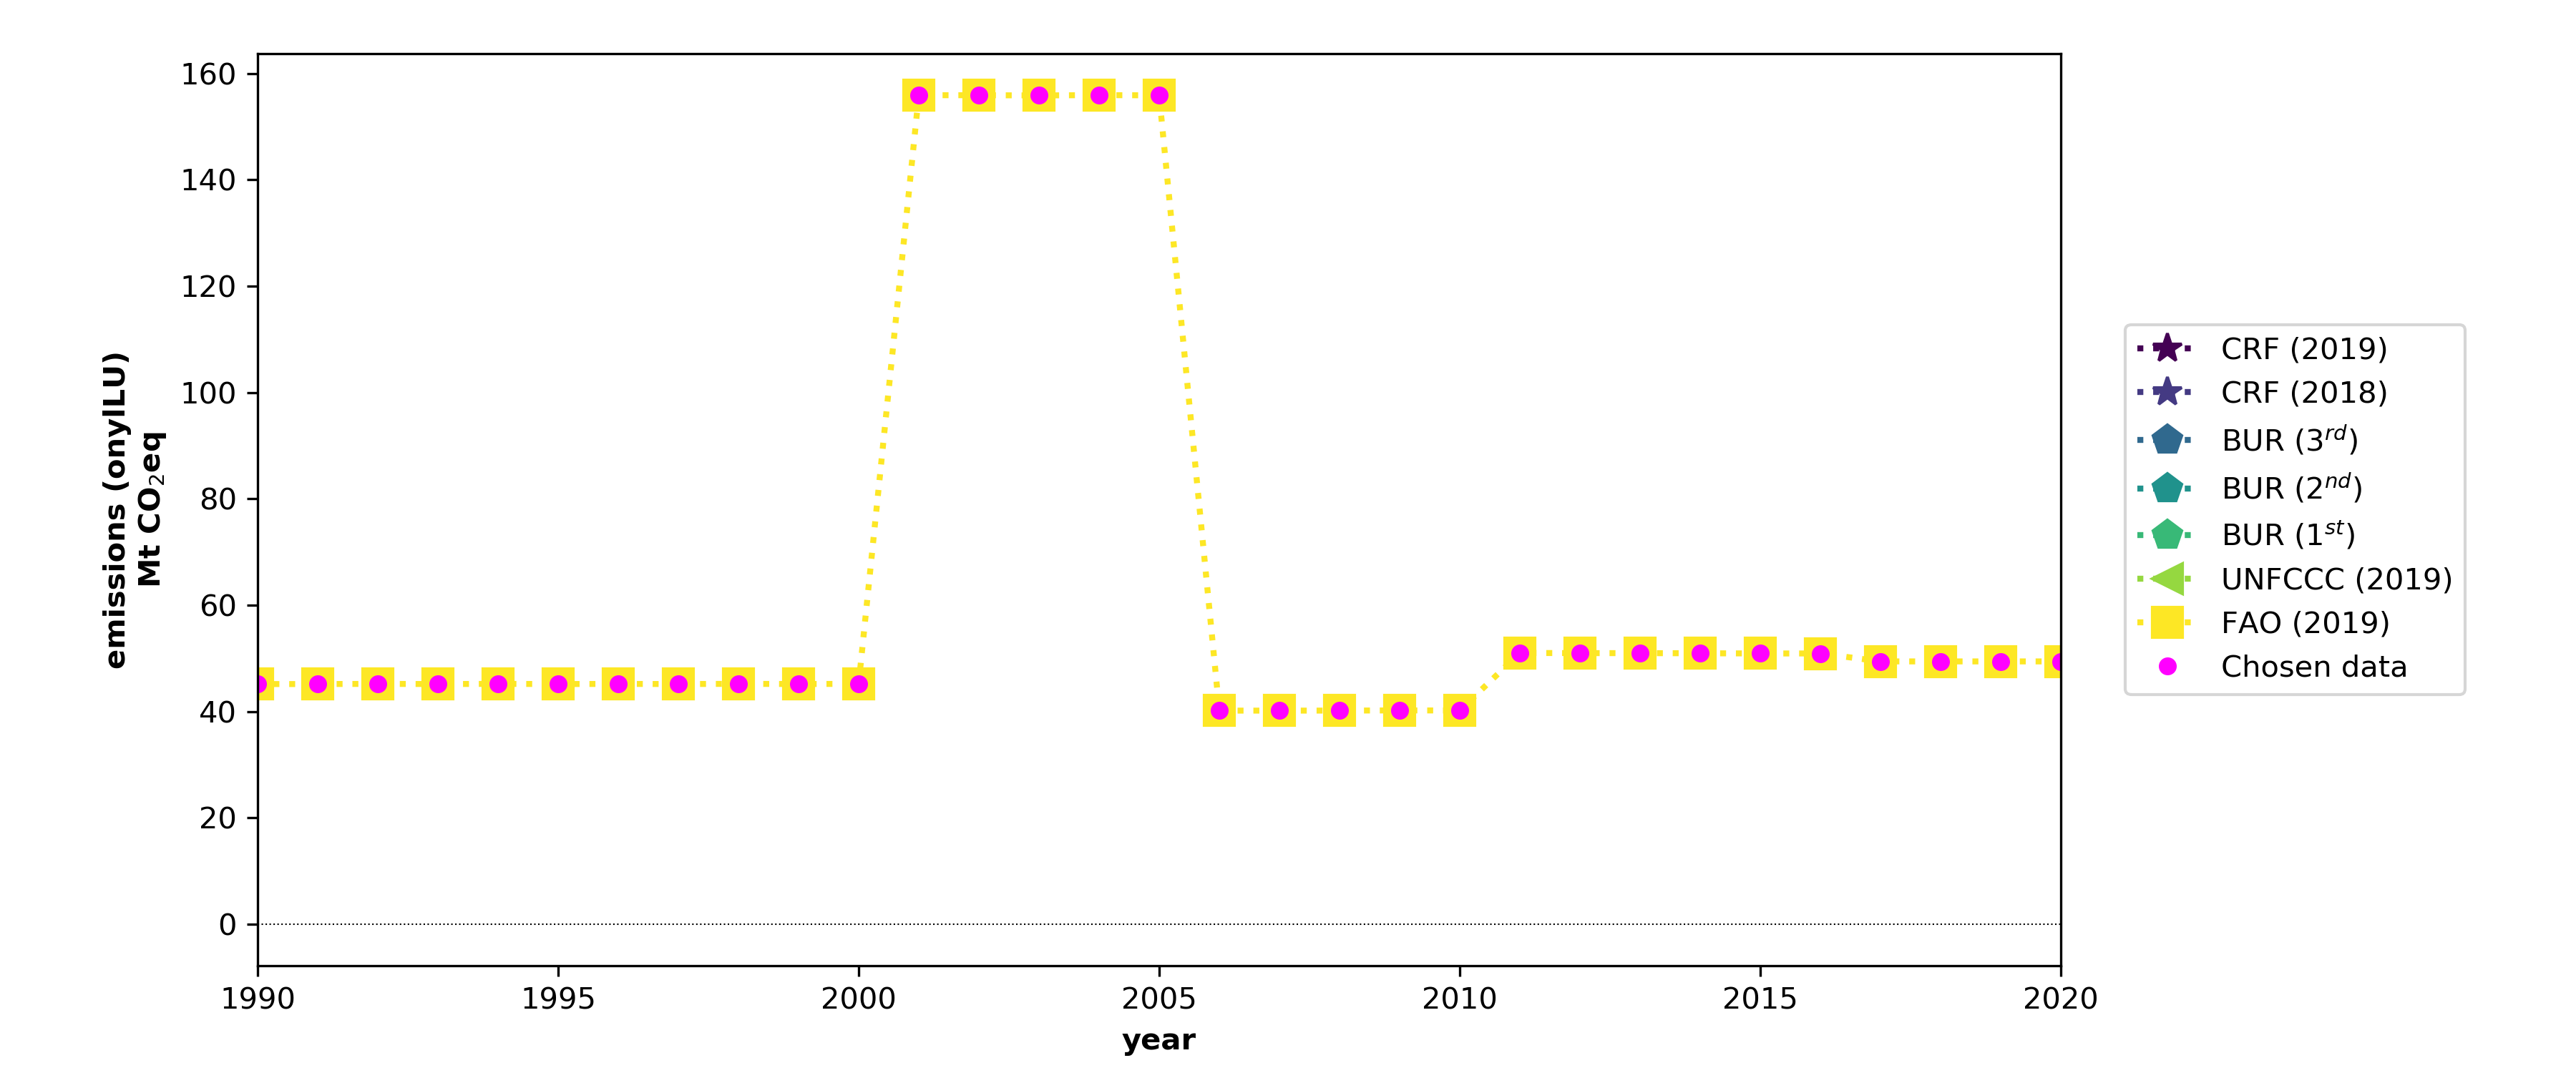 emissions (onylLU)
Mt CO₂eq
160
140
120
100
80
60
40
20
0
1990 1995 2000 2005 2010 2015 2020
year
CRF (2019)
CRF (2018)
BUR (3ʳᵈ)
BUR (2ⁿᵈ)
BUR (1ˢᵗ)
UNFCCC (2019)
FAO (2019)
Chosen data